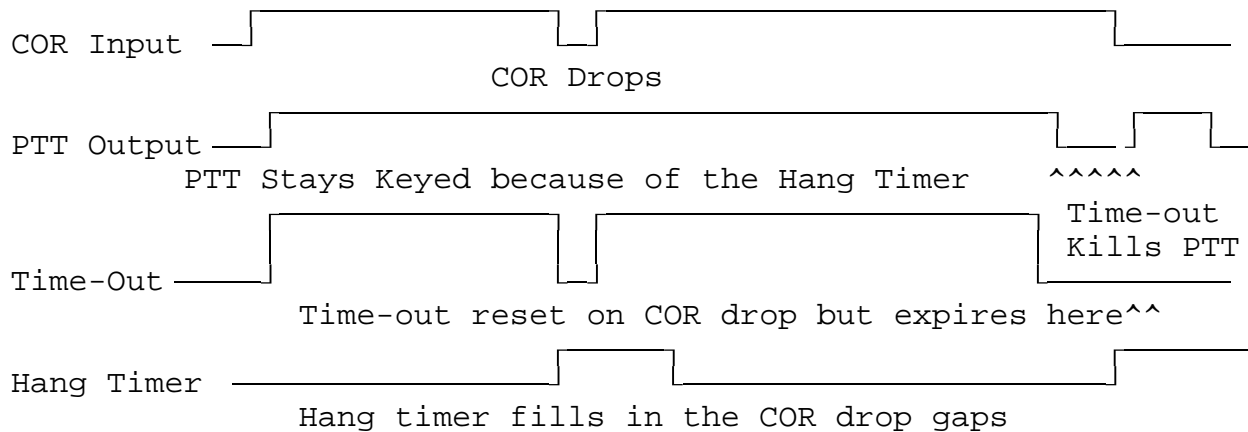 COR Input
COR Drops
PTT Output
PTT Stays Keyed because of the Hang Timer ^^^^^
Time-out
Kills PTT
Time-Out
Time-out reset on COR drop but expires here^^
Hang Timer
Hang timer fills in the COR drop gaps